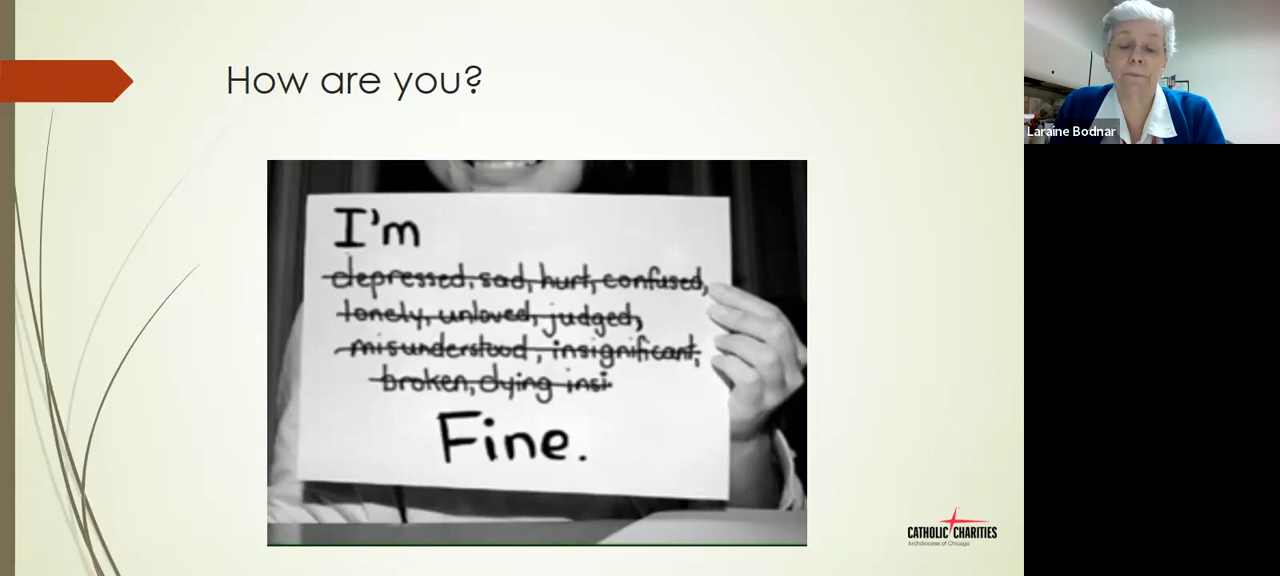 How are you?
I'm
depressed, sad, hurt, confused,
lonely, unloved, judged,
misunderstood, insignificant,
broken, dying insi
Fine.
CATHOLIC CHARITIES
Archdiocese of Chicago
Laraine Bodnar